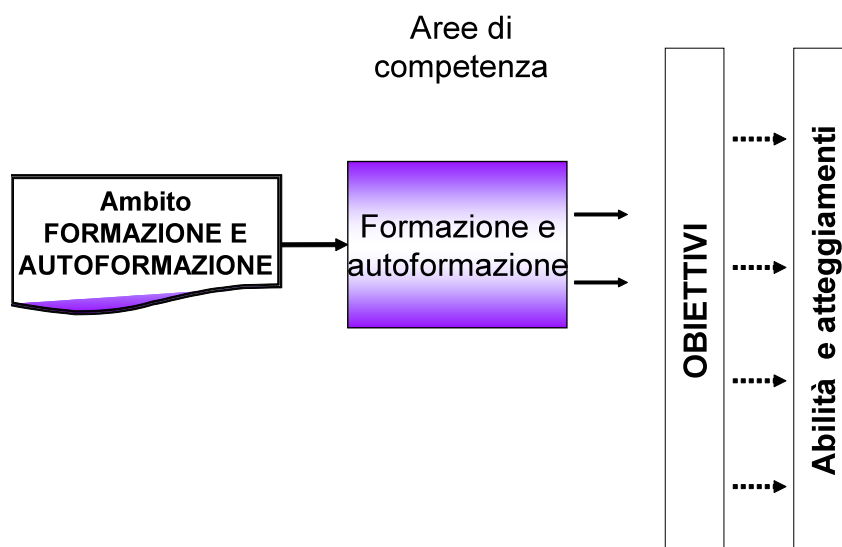 Aree di
competenza
Ambito
FORMAZIONE E
AUTOFORMAZIONE
Formazione e
autoformazione
OBIETTIVI
Abilità e atteggiamenti